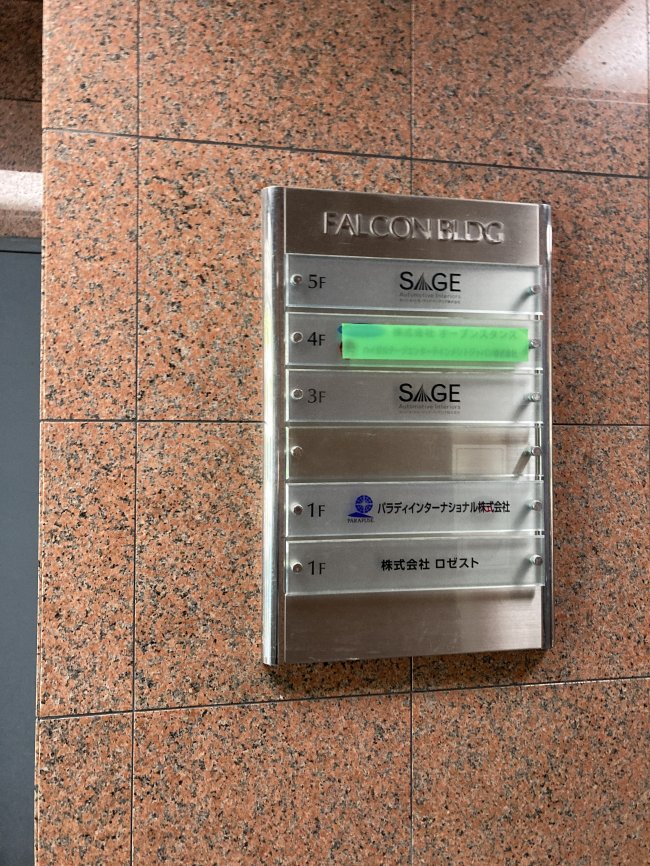 FALCON BLDG
5F
SAGE
Automotive Interiors
4F
株式会社 オープンスタンス
3F
SAGE
Automotive Interiors
1F
PARAFUSE
パラディインターナショナル株式会社
1F
株式会社 ロゼスト